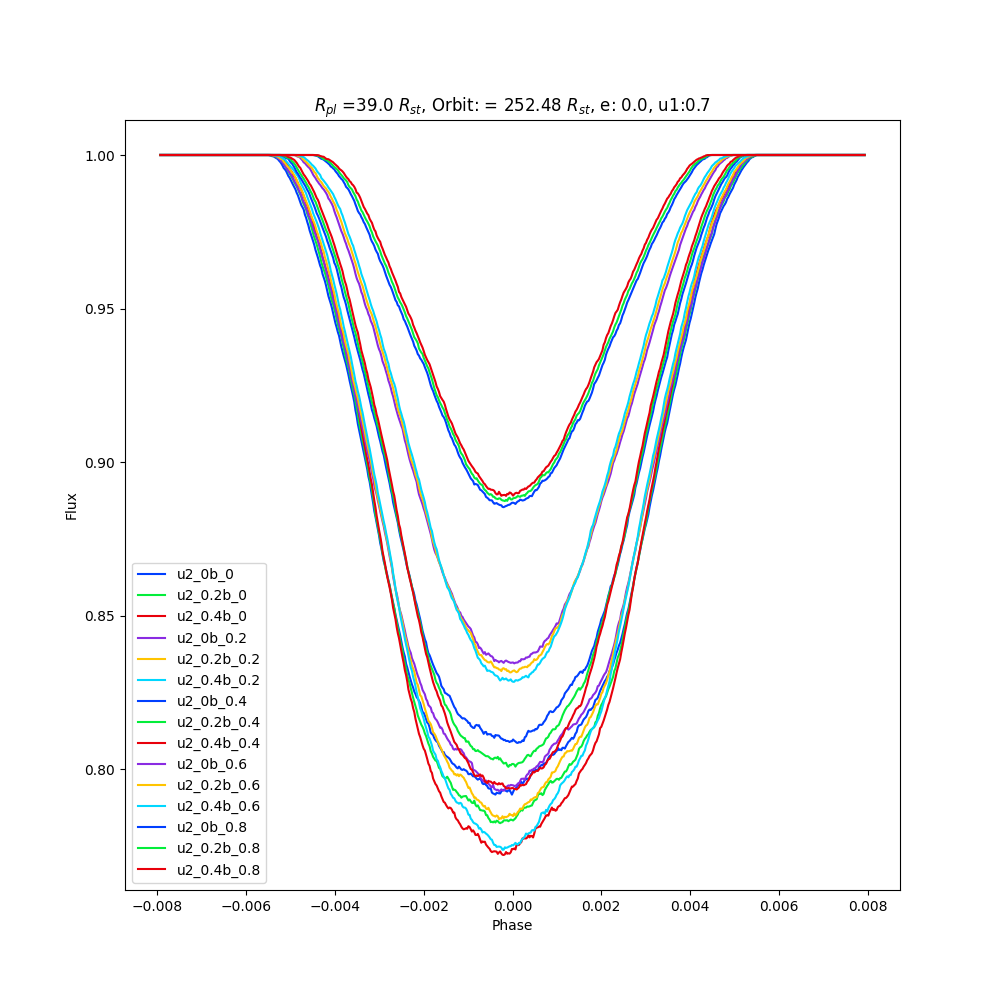 R_pl =39.0 R_st, Orbit: = 252.48 R_st, e: 0.0, u1:0.7
1.00
0.95
0.90
0.85
0.80
Flux
u2_0b_0
u2_0.2b_0
u2_0.4b_0
u2_0b_0.2
u2_0.2b_0.2
u2_0.4b_0.2
u2_0b_0.4
u2_0.2b_0.4
u2_0.4b_0.4
u2_0b_0.6
u2_0.2b_0.6
u2_0.4b_0.6
u2_0b_0.8
u2_0.2b_0.8
u2_0.4b_0.8
−0.008 −0.006 −0.004 −0.002 0.000 0.002 0.004 0.006 0.008
Phase